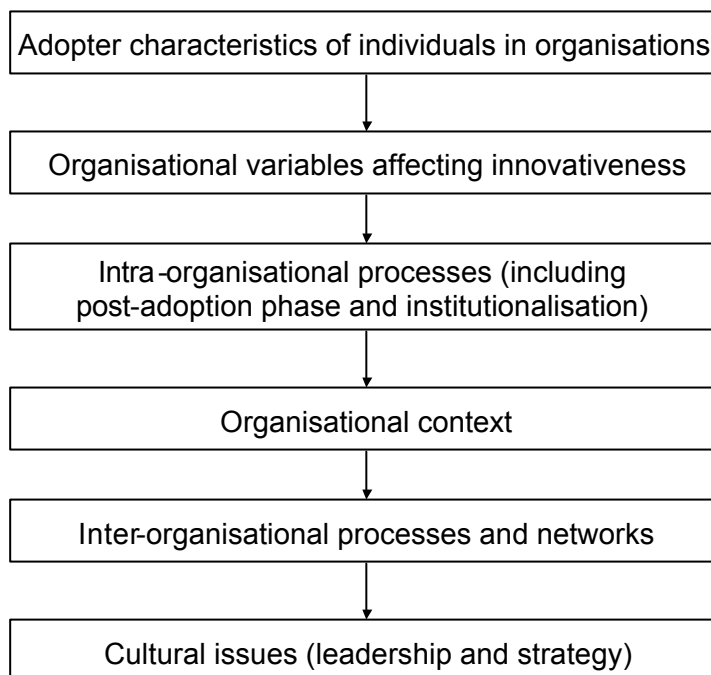 Adopter characteristics of individuals in organisations
Organisational variables affecting innovativeness
Intra-organisational processes (including
post-adoption phase and institutionalisation)
Organisational context
Inter-organisational processes and networks
Cultural issues (leadership and strategy)